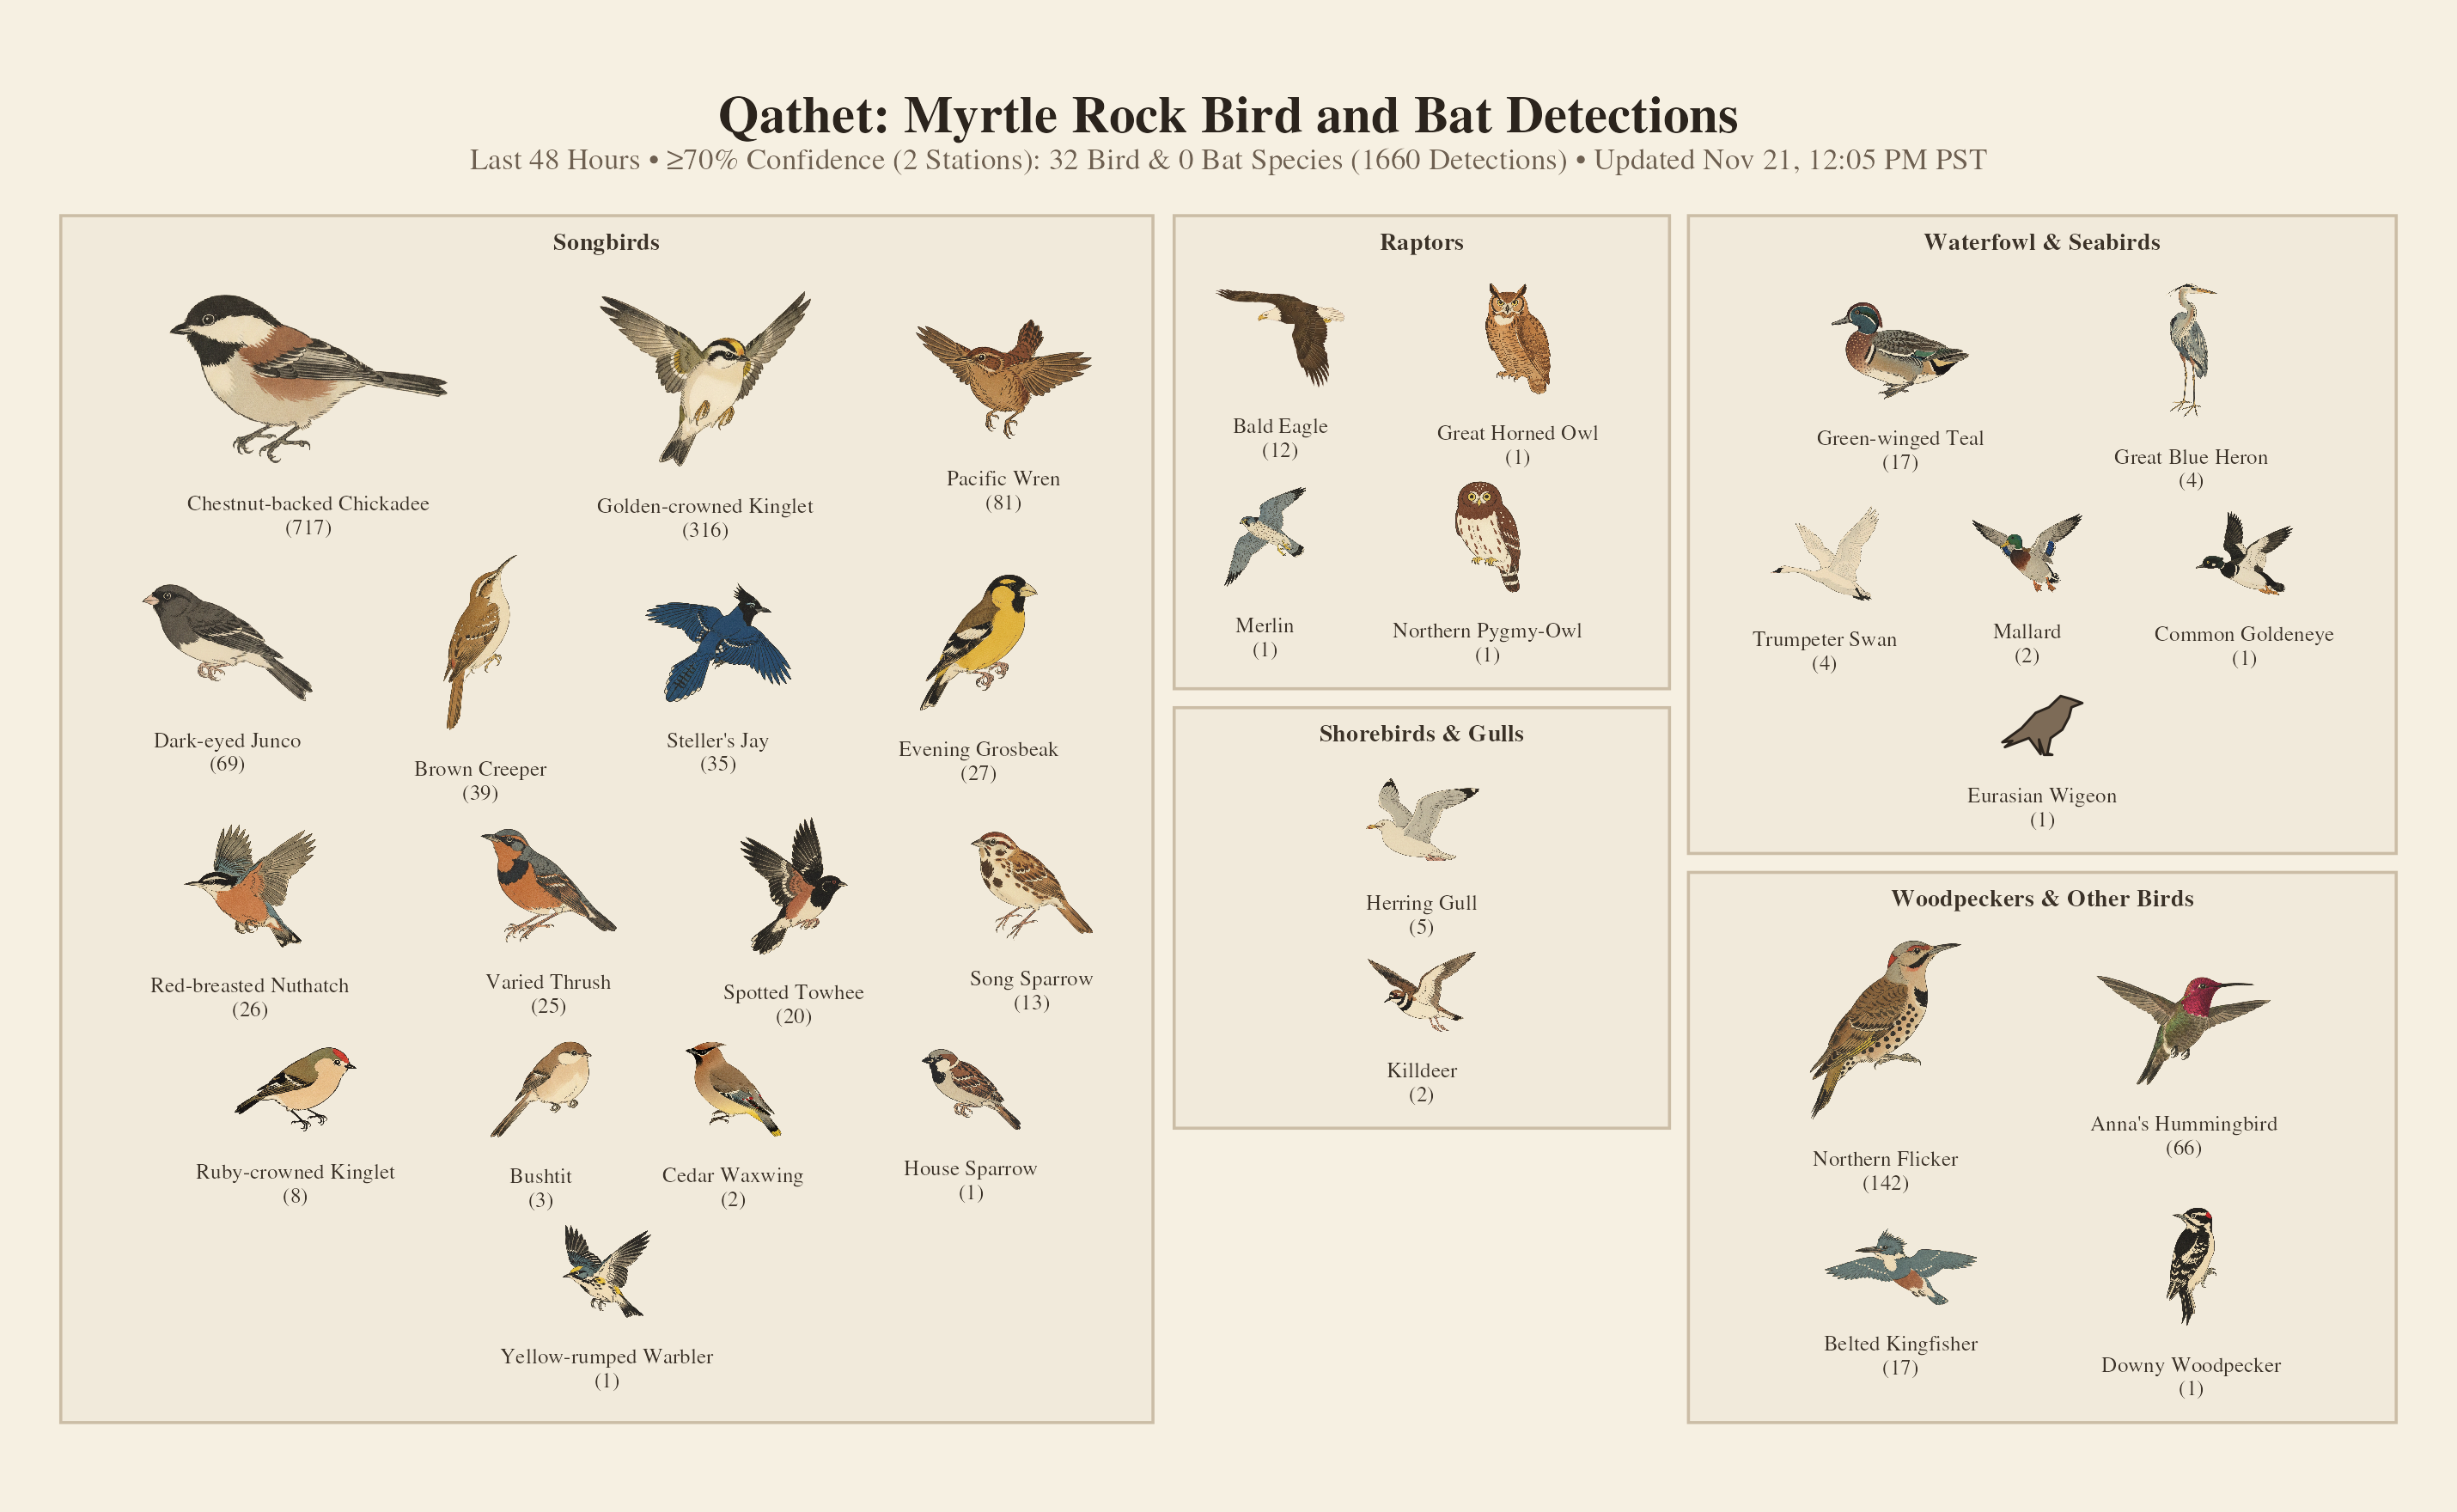 Qathet: Myrtle Rock Bird and Bat Detections
Last 48 Hours • ≥70% Confidence (2 Stations): 32 Bird & 0 Bat Species (1660 Detections) • Updated Nov 21, 12:05 PM PST
Songbirds
Chestnut-backed Chickadee
(717)
Golden-crowned Kinglet
(316)
Pacific Wren
(81)
Dark-eyed Junco
(69)
Brown Creeper
(39)
Steller's Jay
(35)
Evening Grosbeak
(27)
Red-breasted Nuthatch
(26)
Varied Thrush
(25)
Spotted Towhee
(20)
Song Sparrow
(13)
Ruby-crowned Kinglet
(8)
Bushtit
(3)
Cedar Waxwing
(2)
House Sparrow
(1)
Yellow-rumped Warbler
(1)
Raptors
Bald Eagle
(12)
Great Horned Owl
(1)
Merlin
(1)
Northern Pygmy-Owl
(1)
Shorebirds & Gulls
Herring Gull
(5)
Killdeer
(2)
Waterfowl & Seabirds
Green-winged Teal
(17)
Great Blue Heron
(4)
Trumpeter Swan
(4)
Mallard
(2)
Common Goldeneye
(1)
Eurasian Wigeon
(1)
Woodpeckers & Other Birds
Northern Flicker
(142)
Anna's Hummingbird
(66)
Belted Kingfisher
(17)
Downy Woodpecker
(1)